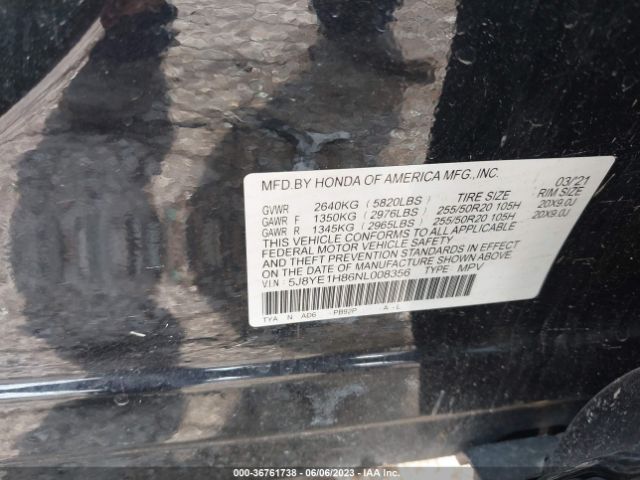 MFD.BY HONDA OF AMERICA MFG.,INC. 03/'21
GVWR 2640KG ( 5820LBS ) TIRE SIZE RIM SIZE
GAWR F 1350KG ( 2976LBS ) 255/50R20 105H 20X9.0J
GAWR R 1345KG ( 2965LBS ) 255/50R20 105H 20X9.0J
THIS VEHICLE CONFORMS TO ALL APPLICABLE
FEDERAL MOTOR VEHICLE SAFETY
AND THEFT PREVENTION STANDARDS IN EFFECT
ON THE DATE OF MANUFACTURE SHOWN ABOVE.
VIN: 5J8YE1H86NL008356 TYPE: MPV
TYA N AD6 PB92P A - L
000-36761738 - 06/06/2023 - IAA Inc.